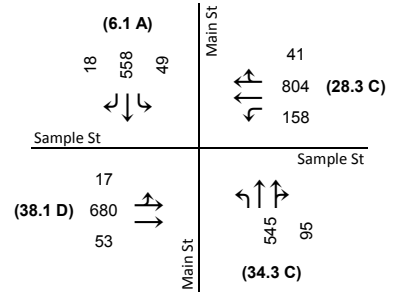 (6.1 A)
18 558 49
Main St
41
804 (28.3 C)
158
Sample St
Sample St
17
(38.1 D) 680
53
Main St
545 95
(34.3 C)